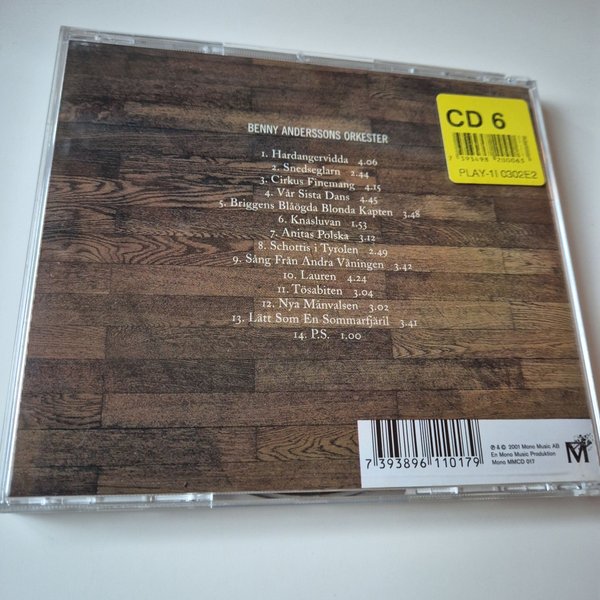 CD 6
7 393498 200063
PLAY-11 0302E2
BENNY ANDERSSONS ORKESTER
1. Hardangervidda 4.06
2. Snedseglarn 2.44
3. Cirkus Finemang 4.15
4. Vår Sista Dans 4.45
5. Briggens Blåögda Blonda Kapten 3.48
6. Knasluvan 1.53
7. Anitas Polska 3.12
8. Schottis i Tyrolen 2.49
9. Sång Från Andra Våningen 3.42
10. Lauren 4.24
11. Tösabiten 3.04
12. Nya Månvalsen 3.02
13. Lätt Som En Sommarfjäril 3.41
14. P.S. 1.00
7 393896 110179
℗ & © 2001 Mono Music AB
En Mono Music Produktion
Mono MMCD 017
M